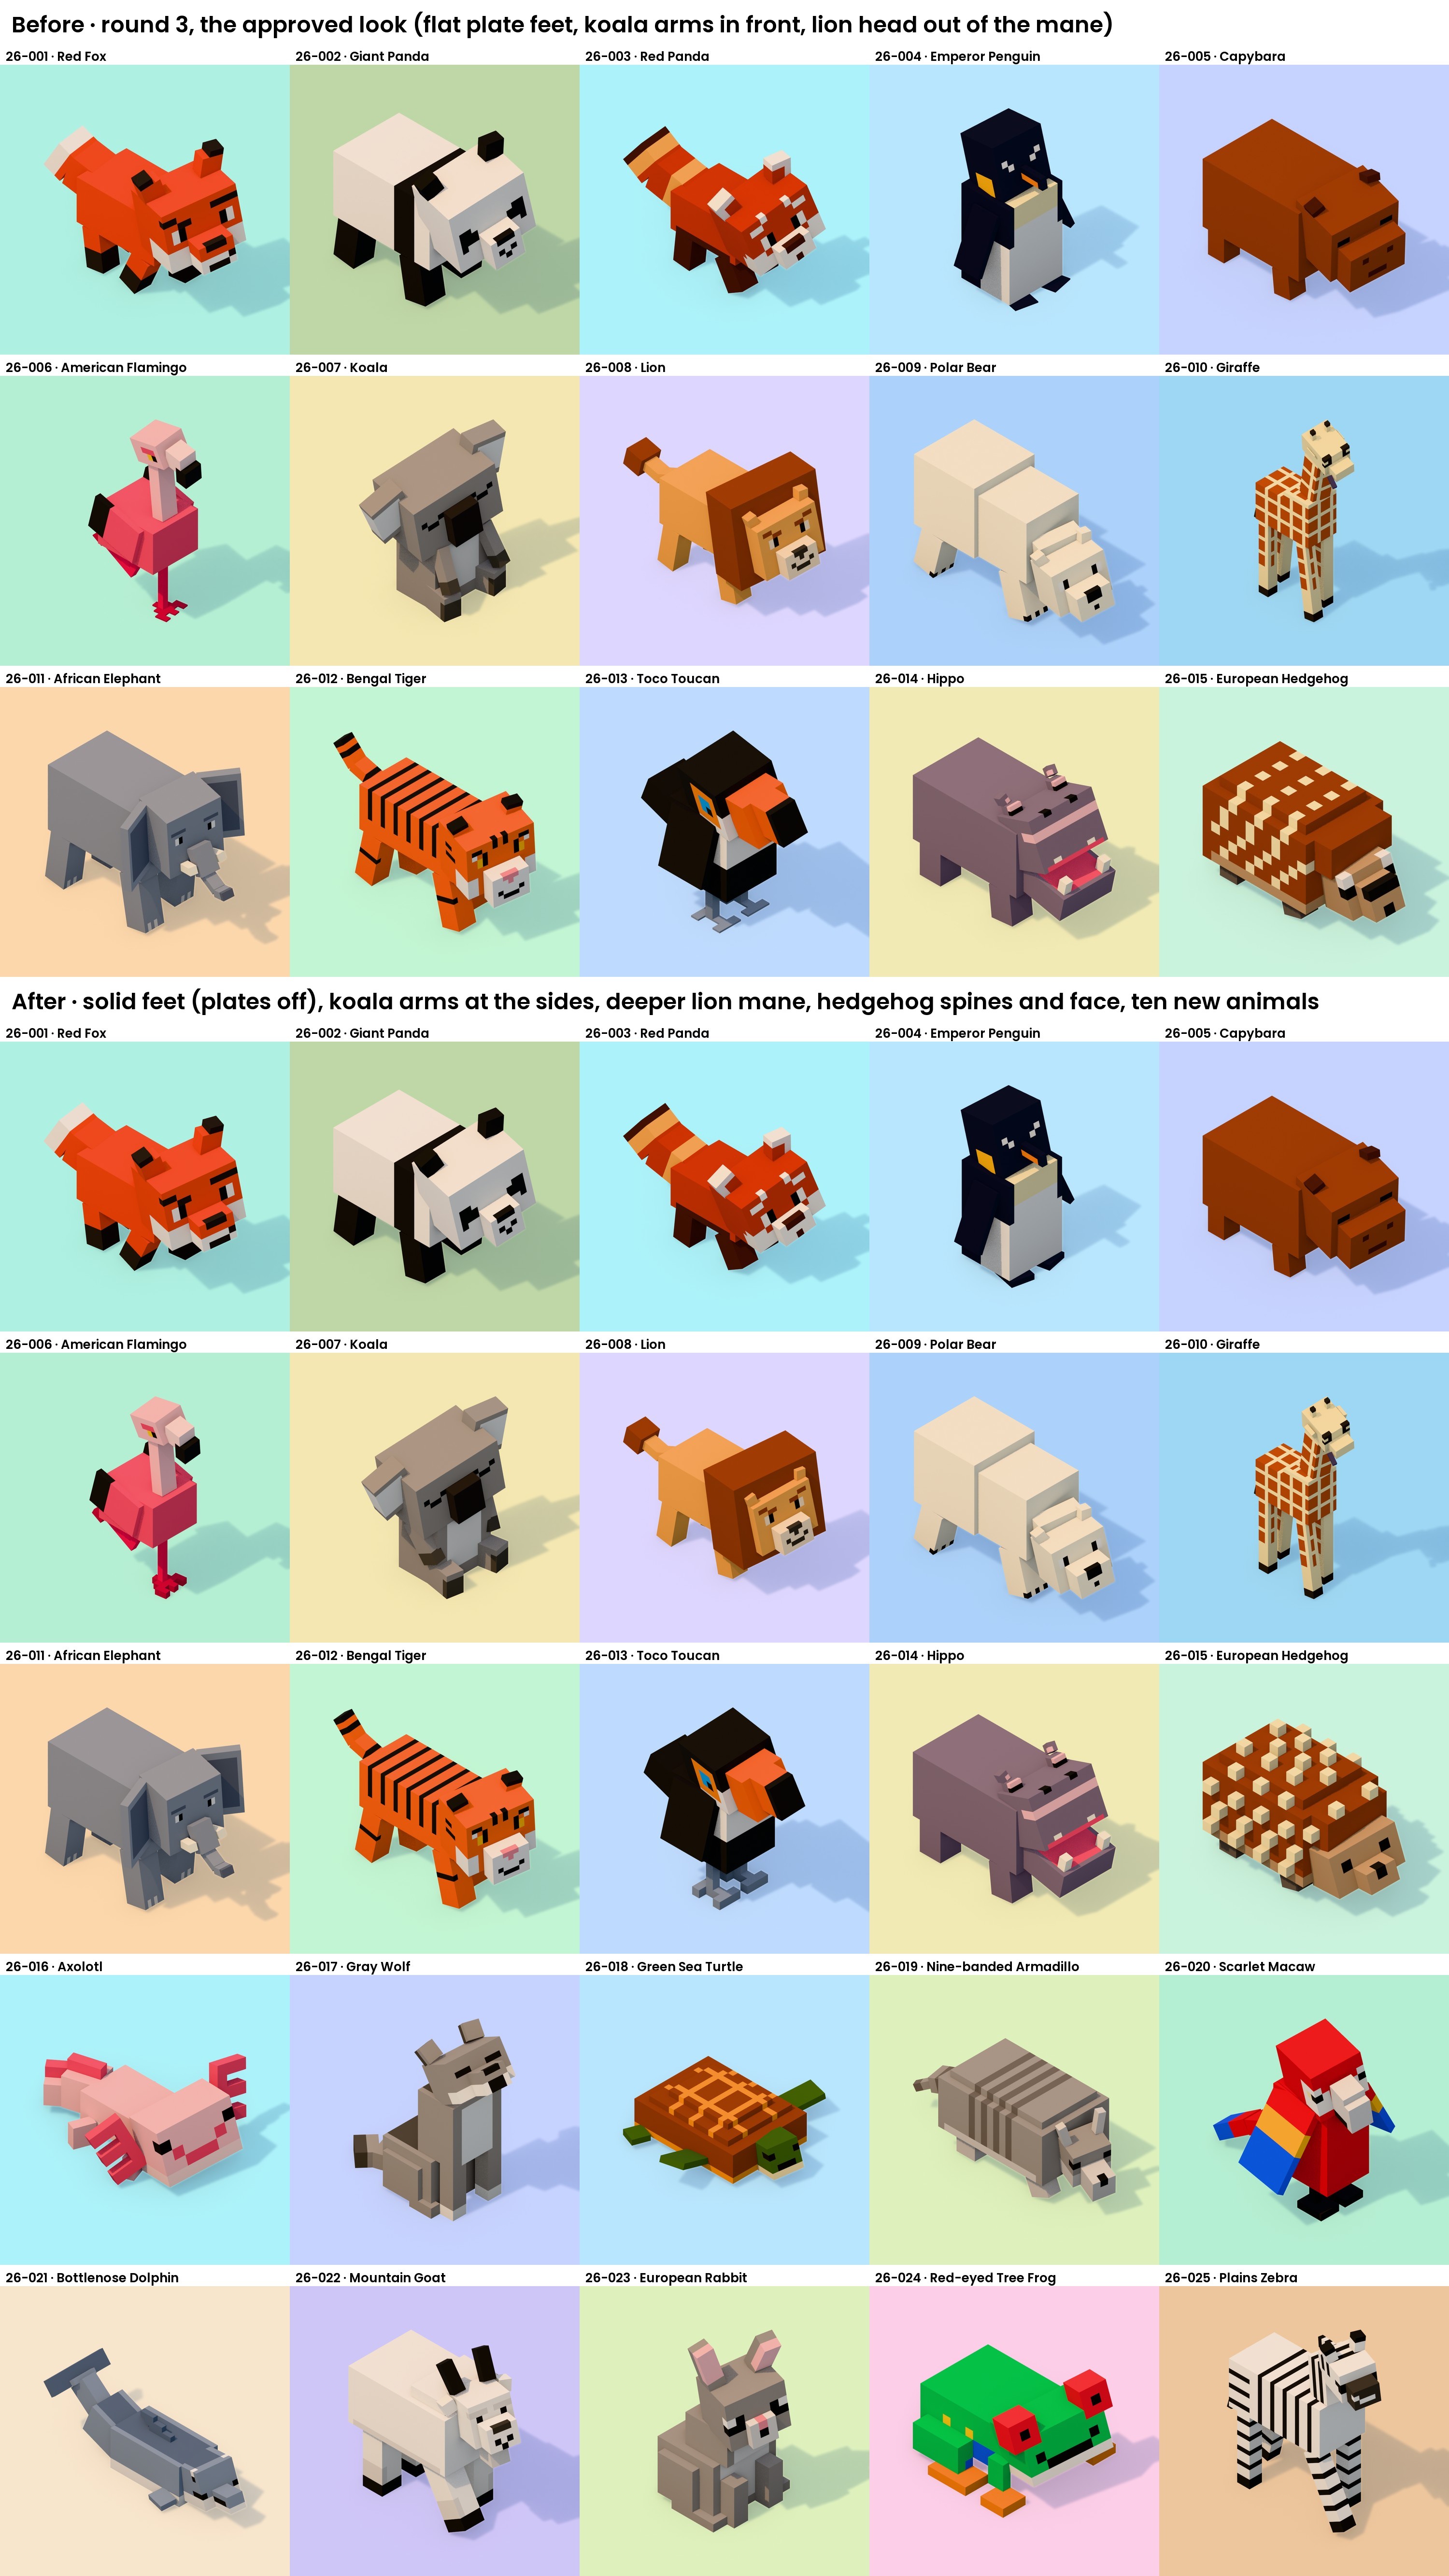 Before · round 3, the approved look (flat plate feet, koala arms in front, lion head out of the mane)
26-001 · Red Fox
26-002 · Giant Panda
26-003 · Red Panda
26-004 · Emperor Penguin
26-005 · Capybara
26-006 · American Flamingo
26-007 · Koala
26-008 · Lion
26-009 · Polar Bear
26-010 · Giraffe
26-011 · African Elephant
26-012 · Bengal Tiger
26-013 · Toco Toucan
26-014 · Hippo
26-015 · European Hedgehog
After · solid feet (plates off), koala arms at the sides, deeper lion mane, hedgehog spines and face, ten new animals
26-001 · Red Fox
26-002 · Giant Panda
26-003 · Red Panda
26-004 · Emperor Penguin
26-005 · Capybara
26-006 · American Flamingo
26-007 · Koala
26-008 · Lion
26-009 · Polar Bear
26-010 · Giraffe
26-011 · African Elephant
26-012 · Bengal Tiger
26-013 · Toco Toucan
26-014 · Hippo
26-015 · European Hedgehog
26-016 · Axolotl
26-017 · Gray Wolf
26-018 · Green Sea Turtle
26-019 · Nine-banded Armadillo
26-020 · Scarlet Macaw
26-021 · Bottlenose Dolphin
26-022 · Mountain Goat
26-023 · European Rabbit
26-024 · Red-eyed Tree Frog
26-025 · Plains Zebra